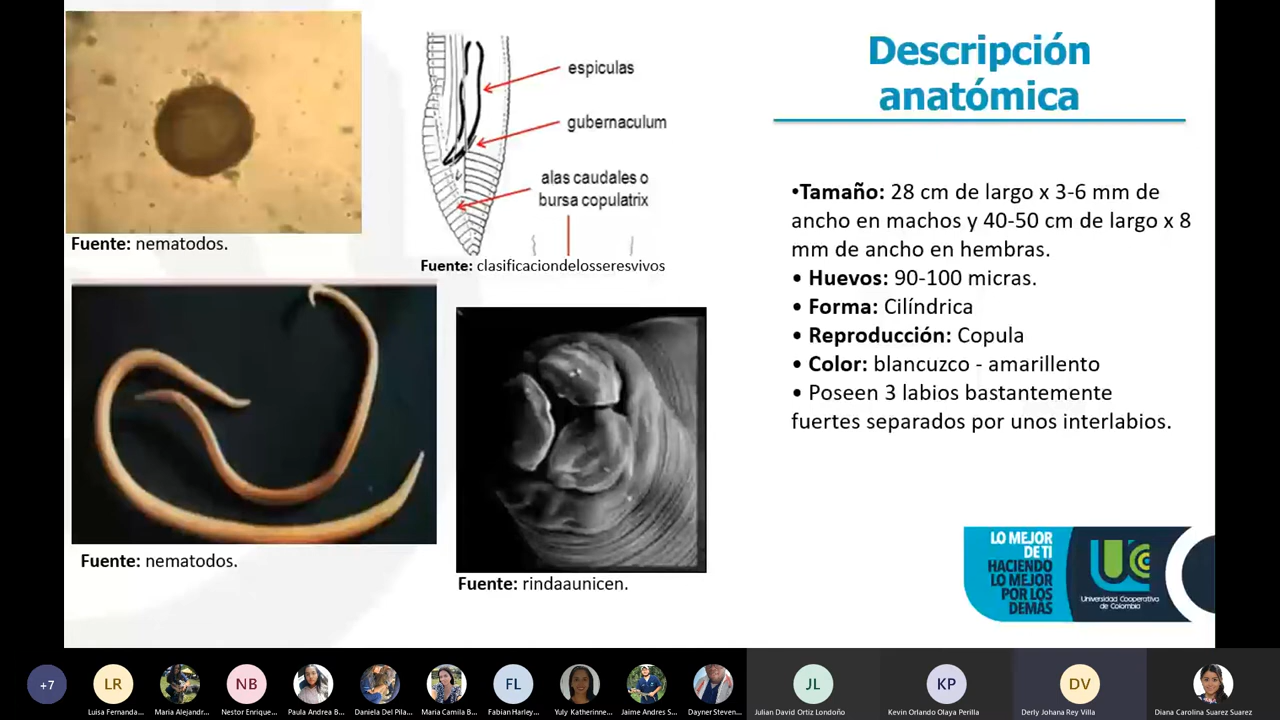 Descripción
anatómica
espiculas
gubernaculum
alas caudales o
bursa copulatrix
Fuente: nematodos.
Fuente: clasificaciondelosseresvivos
•Tamaño: 28 cm de largo x 3-6 mm de
ancho en machos y 40-50 cm de largo x 8
mm de ancho en hembras.
• Huevos: 90-100 micras.
• Forma: Cilíndrica
• Reproducción: Copula
• Color: blancuzco - amarillento
• Poseen 3 labios bastantemente
fuertes separados por unos interlabios.
Fuente: nematodos.
Fuente: rindaaunicen.
LO MEJOR
DE TI
HACIENDO
LO MEJOR
POR LOS
DEMÁS
Universidad Cooperativa
de Colombia
+7
LR
NB
FL
JL
KP
DV
Luisa Fernanda...
Maria Alejandr...
Nestor Enrique...
Paula Andrea B...
Daniela Del Pila...
Maria Camila B...
Fabian Harley...
Yuly Katherinne...
Jaime Andres S...
Dayner Steven...
Julian David Ortiz Londoño
Kevin Orlando Olaya Perilla
Derly Johana Rey Villa
Diana Carolina Suarez Suarez